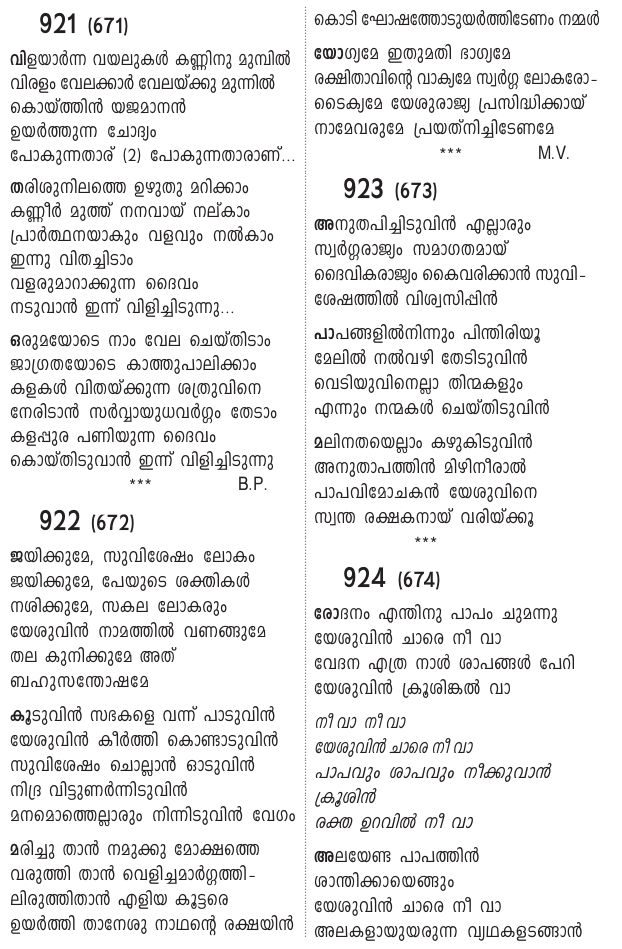 921 (671)
വിളയാർന്ന വയലുകൾ കണ്ണിനു മുമ്പിൽ
വിരളം വേലക്കാർ വേലയ്ക്കു മുന്നിൽ
കൊയ്ത്തിൻ യജമാനൻ
ഉയർത്തുന്ന ചോദ്യം
പോകുന്നതാര് (2) പോകുന്നതാരാണ്...
തരിശുനിലത്തെ ഉഴുതു മറിക്കാം
കണ്ണീർ മുത്ത് നനവായ് നല്കാം
പ്രാർത്ഥനയാകും വളവും നൽകാം
ഇന്നു വിതച്ചിടാം
വളരുമാറാക്കുന്ന ദൈവം
നടുവാൻ ഇന്ന് വിളിച്ചിടുന്നു...
ഒരുമയോടെ നാം വേല ചെയ്തിടാം
ജാഗ്രതയോടെ കാത്തുപാലിക്കാം
കളകൾ വിതയ്ക്കുന്ന ശത്രുവിനെ
നേരിടാൻ സർവ്വായുധവർഗ്ഗം തേടാം
കളപ്പുര പണിയുന്ന ദൈവം
കൊയ്തിടുവാൻ ഇന്ന് വിളിച്ചിടുന്നു
*** B.P.
922 (672)
ജയിക്കുമേ, സുവിശേഷം ലോകം
ജയിക്കുമേ, പേയുടെ ശക്തികൾ
നശിക്കുമേ, സകല ലോകരും
യേശുവിൻ നാമത്തിൽ വണങ്ങുമേ
തല കുനിക്കുമേ അത്
ബഹുസന്തോഷമേ
കൂടുവിൻ സഭകളെ വന്ന് പാടുവിൻ
യേശുവിൻ കീർത്തി കൊണ്ടാടുവിൻ
സുവിശേഷം ചൊല്ലാൻ ഓടുവിൻ
നിദ്ര വിട്ടുണർന്നിടുവിൻ
മനമൊത്തെല്ലാരും നിന്നിടുവിൻ വേഗം
മരിച്ചു താൻ നമുക്കു മോക്ഷത്തെ
വരുത്തി താൻ വെളിച്ചമാർഗ്ഗത്തി-
ലിരുത്തിതാൻ എളിയ കൂട്ടരെ
ഉയർത്തി താനേശു നാഥന്റെ രക്ഷയിൻ
കൊടി ഘോഷത്തോടുയർത്തിടേണം നമ്മൾ
യോഗ്യമേ ഇതുമതി ഭാഗ്യമേ
രക്ഷിതാവിന്റെ വാക്യമേ സ്വർഗ്ഗ ലോകരോ-
ടൈക്യമേ യേശുരാജ്യ പ്രസിദ്ധിക്കായ്
നാമേവരുമേ പ്രയത്നിച്ചിടേണമേ
*** M.V.
923 (673)
അനുതപിച്ചിടുവിൻ എല്ലാരും
സ്വർഗ്ഗരാജ്യം സമാഗതമായ്
ദൈവികരാജ്യം കൈവരിക്കാൻ സുവി-
ശേഷത്തിൽ വിശ്വസിപ്പിൻ
പാപങ്ങളിൽനിന്നും പിന്തിരിയൂ
മേലിൽ നൽവഴി തേടിടുവിൻ
വെടിയുവിനെല്ലാ തിന്മകളും
എന്നും നന്മകൾ ചെയ്തിടുവിൻ
മലിനതയെല്ലാം കഴുകിടുവിൻ
അനുതാപത്തിൻ മിഴിനീരാൽ
പാപവിമോചകൻ യേശുവിനെ
സ്വന്ത രക്ഷകനായ് വരിയ്ക്കൂ
***
924 (674)
രോദനം എന്തിനു പാപം ചുമന്നു
യേശുവിൻ ചാരെ നീ വാ
വേദന എത്ര നാൾ ശാപങ്ങൾ പേറി
യേശുവിൻ ക്രൂശിങ്കൽ വാ
നീ വാ നീ വാ
യേശുവിൻ ചാരെ നീ വാ
പാപവും ശാപവും നീക്കുവാൻ
ക്രൂശിൻ
രക്ത ഉറവിൽ നീ വാ
അലയേണ്ട പാപത്തിൻ
ശാന്തിക്കായെങ്ങും
യേശുവിൻ ചാരെ നീ വാ
അലകളായുയരുന്ന വ്യഥകളടങ്ങാൻ